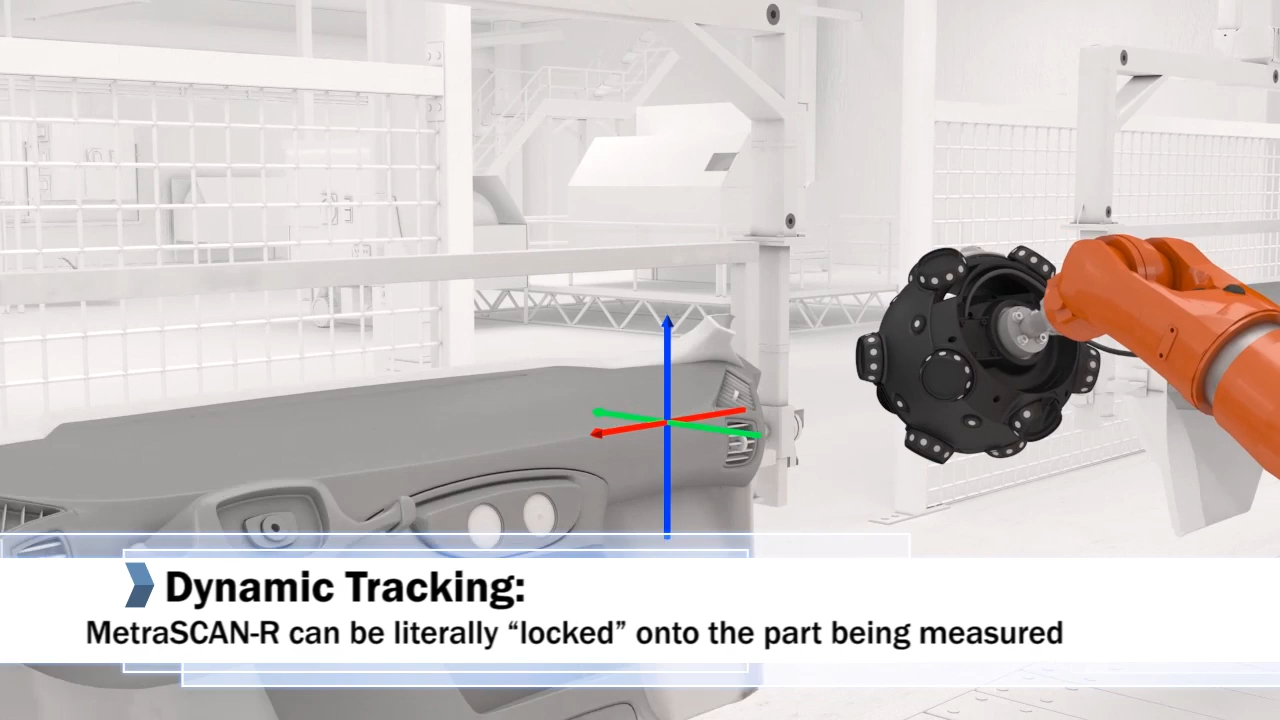 Dynamic Tracking:
MetraSCAN-R can be literally “locked” onto the part being measured